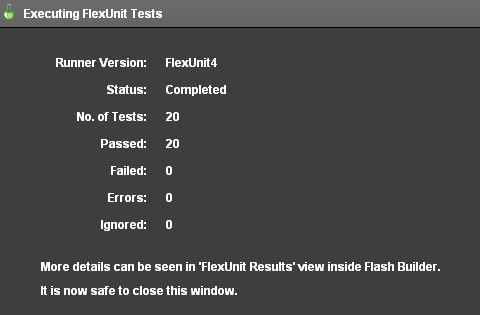 Executing FlexUnit Tests
Runner Version: FlexUnit4
Status: Completed
No. of Tests: 20
Passed: 20
Failed: 0
Errors: 0
Ignored: 0
More details can be seen in 'FlexUnit Results' view inside Flash Builder.
It is now safe to close this window.